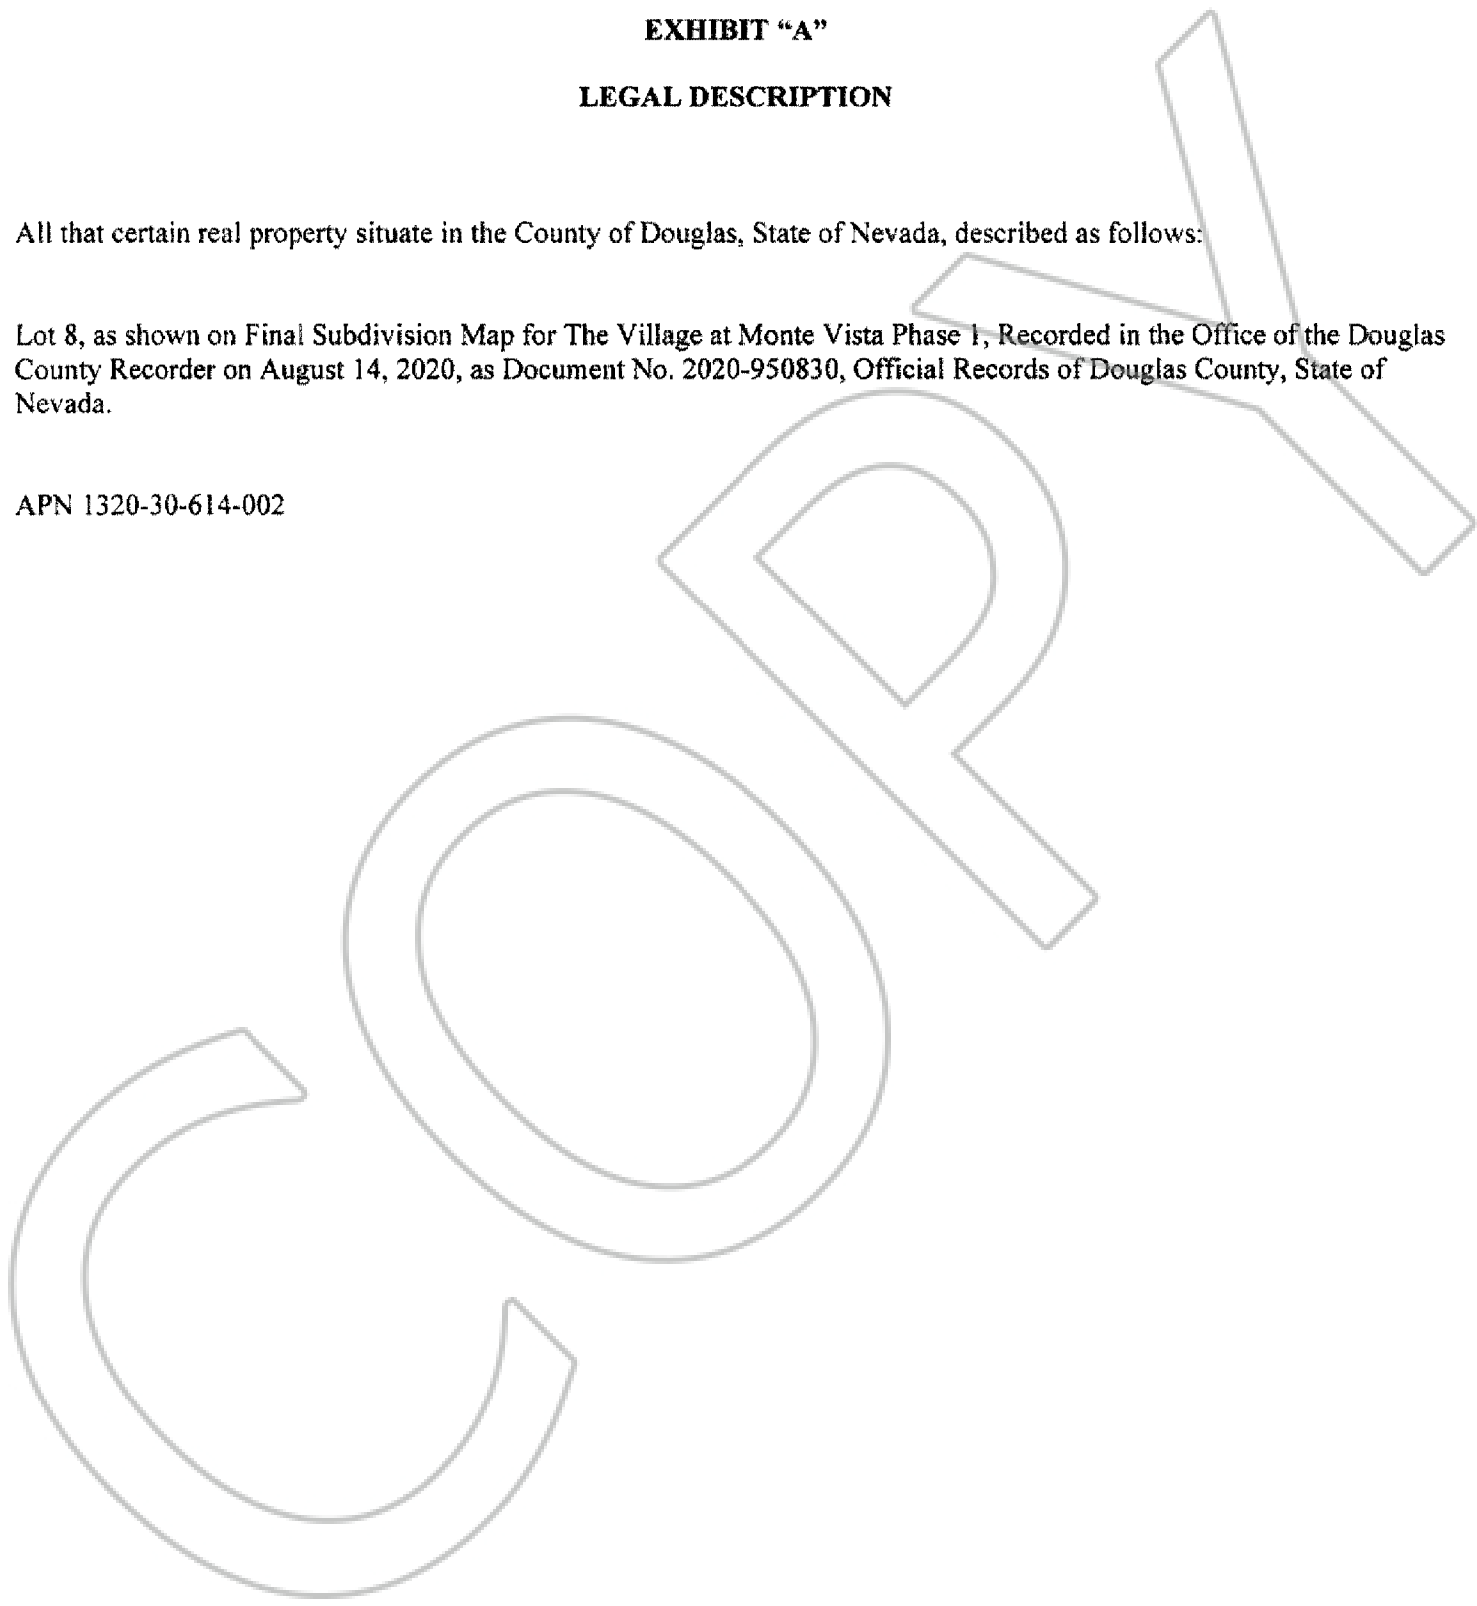 EXHIBIT “A”
LEGAL DESCRIPTION
All that certain real property situate in the County of Douglas, State of Nevada, described as follows:
Lot 8, as shown on Final Subdivision Map for The Village at Monte Vista Phase 1, Recorded in the Office of the Douglas
County Recorder on August 14, 2020, as Document No. 2020-950830, Official Records of Douglas County, State of
Nevada.
APN 1320-30-614-002
COPY